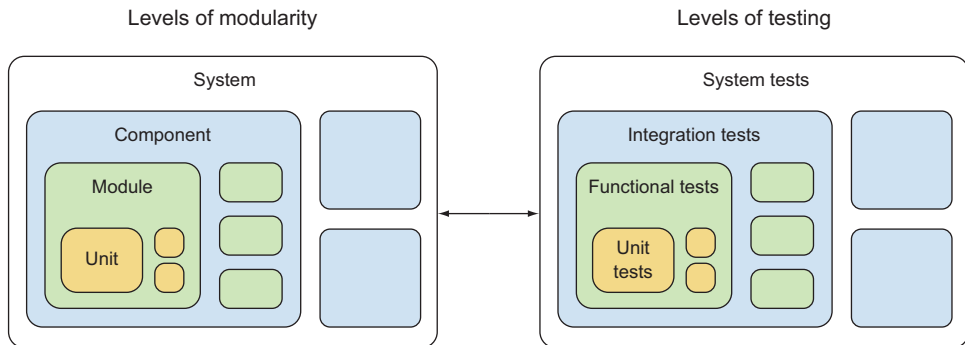 Levels of modularity
Levels of testing
System
Component
Module
Unit
System tests
Integration tests
Functional tests
Unit
tests